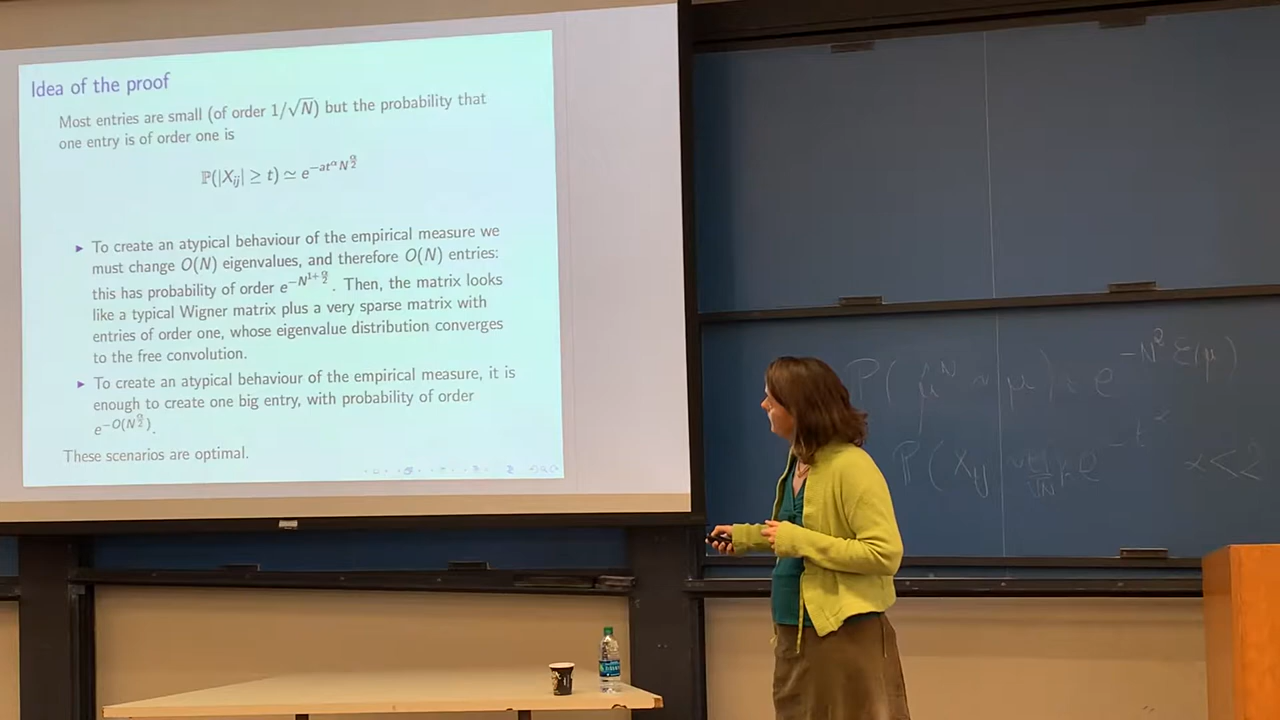 Idea of the proof
Most entries are small (of order 1/√N) but the probability that
one entry is of order one is
ℙ(|X_{ij}| ≥ t) ≃ e^{-at^α N^{α/2}}
▶ To create an atypical behaviour of the empirical measure we
must change O(N) eigenvalues, and therefore O(N) entries:
this has probability of order e^{-N^{1+α/2}}. Then, the matrix looks
like a typical Wigner matrix plus a very sparse matrix with
entries of order one, whose eigenvalue distribution converges
to the free convolution.
▶ To create an atypical behaviour of the empirical measure, it is
enough to create one big entry, with probability of order
e^{-O(N^{α/2})}.
These scenarios are optimal.
ℙ( μ̂^N ≈ μ ) ≈ e^{-N^2 Σ(μ)}
ℙ( X_{ij} e^{-t^α} α<<2